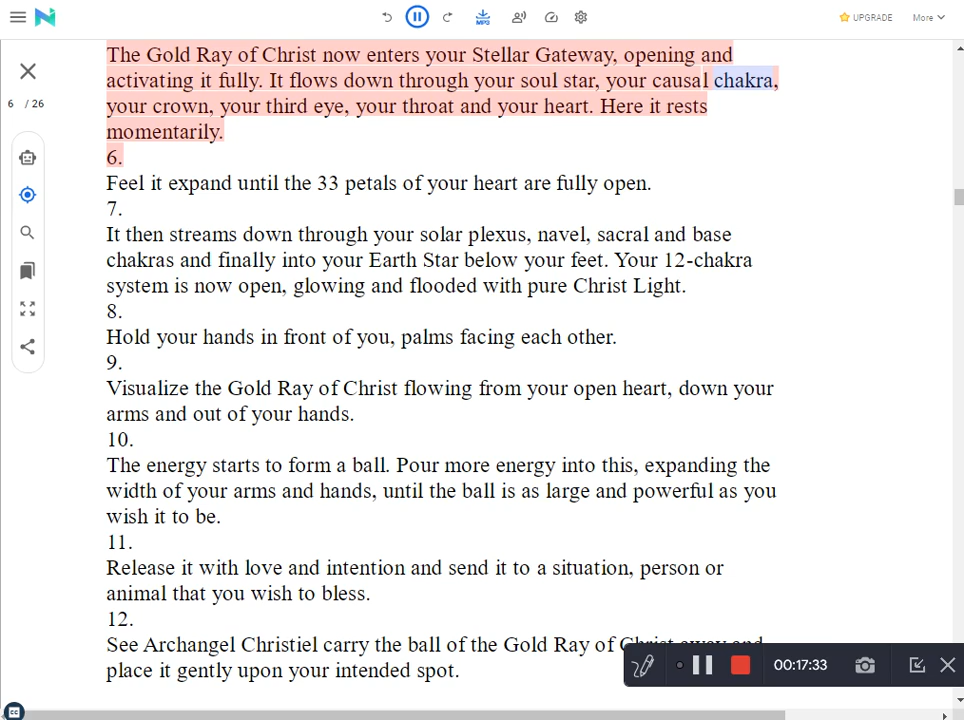 MP3
UPGRADE
More
6 / 26
The Gold Ray of Christ now enters your Stellar Gateway, opening and
activating it fully. It flows down through your soul star, your causal chakra,
your crown, your third eye, your throat and your heart. Here it rests
momentarily.
6.
Feel it expand until the 33 petals of your heart are fully open.
7.
It then streams down through your solar plexus, navel, sacral and base
chakras and finally into your Earth Star below your feet. Your 12-chakra
system is now open, glowing and flooded with pure Christ Light.
8.
Hold your hands in front of you, palms facing each other.
9.
Visualize the Gold Ray of Christ flowing from your open heart, down your
arms and out of your hands.
10.
The energy starts to form a ball. Pour more energy into this, expanding the
width of your arms and hands, until the ball is as large and powerful as you
wish it to be.
11.
Release it with love and intention and send it to a situation, person or
animal that you wish to bless.
12.
See Archangel Christiel carry the ball of the Gold Ray of Christ away and
place it gently upon your intended spot.
00:17:33
CC